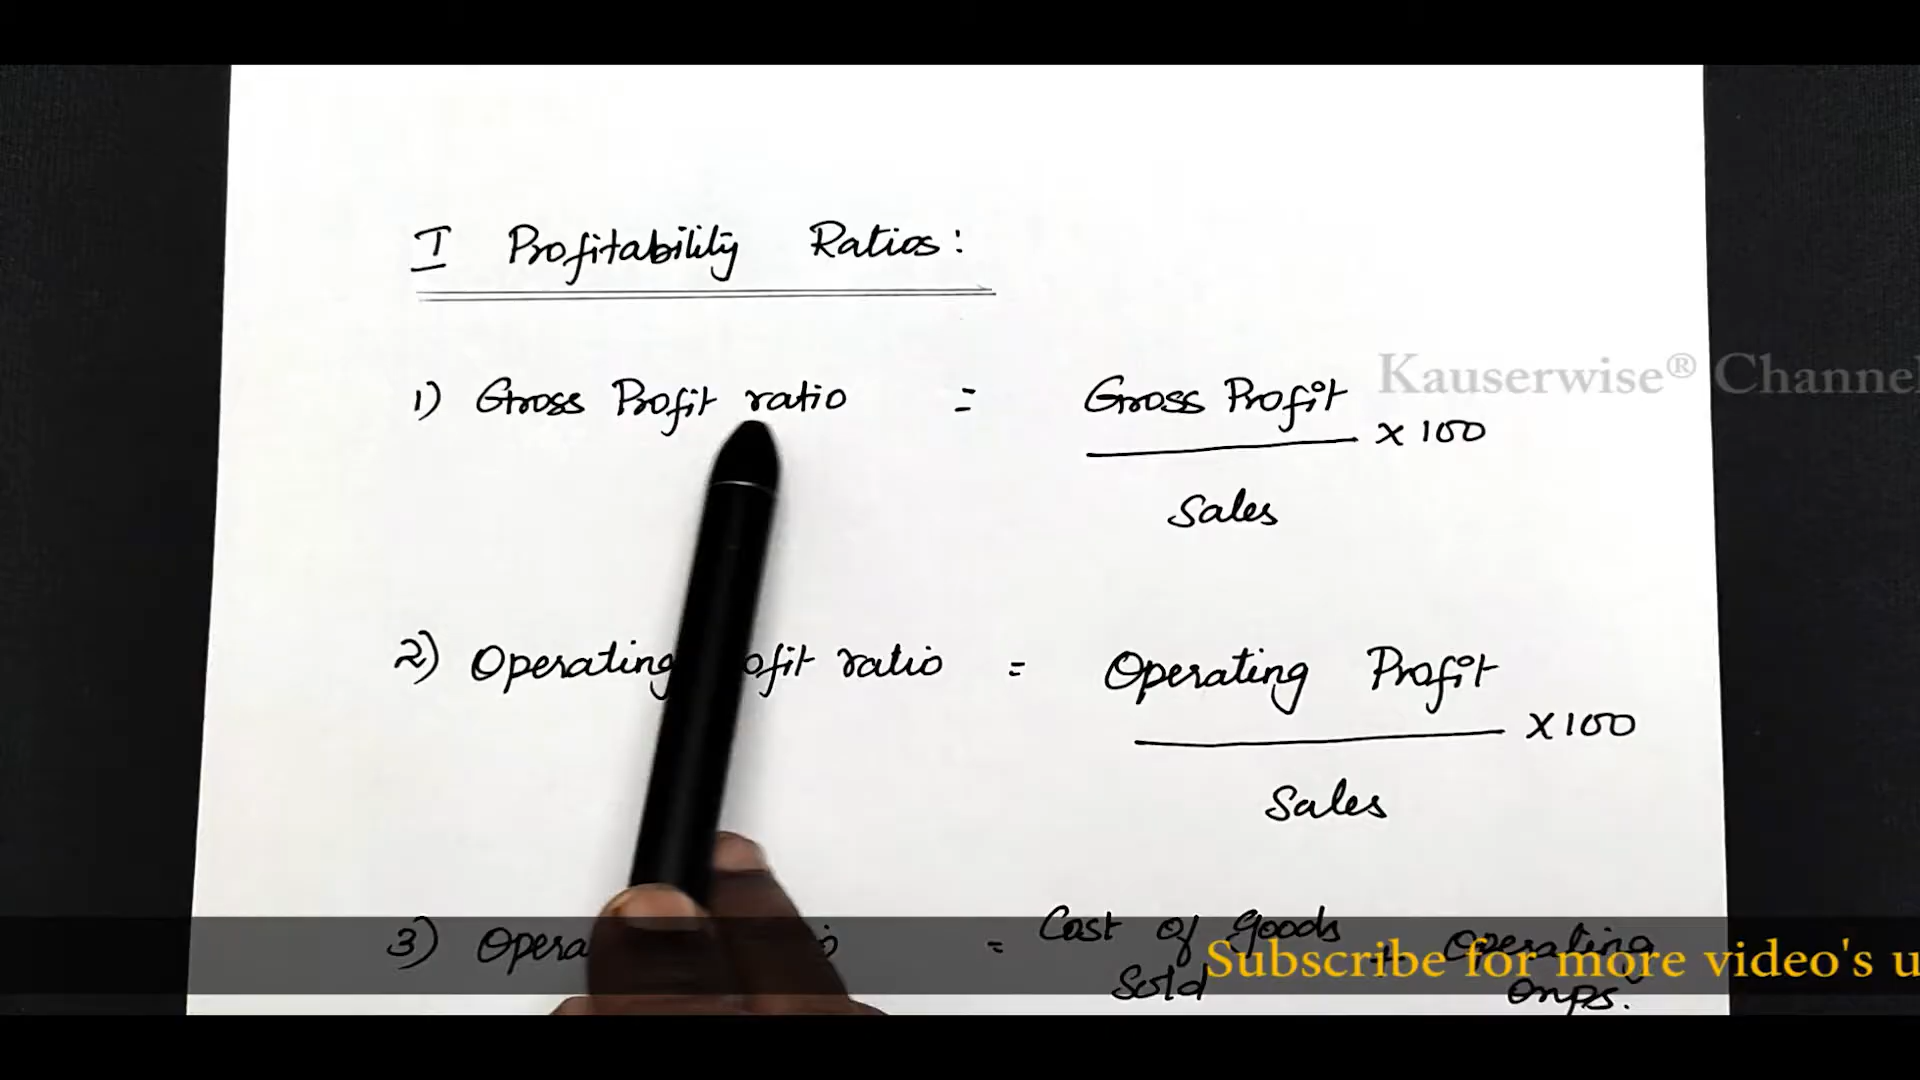 I Profitability Ratios:
Kauserwise® Channel
1) Gross Profit ratio = Gross Profit x 100
Sales
2) Operating ofit ratio = Operating Profit x 100
Sales
3) Opera = Cost of Goods + Operating
Sold
Subscribe for more video's u